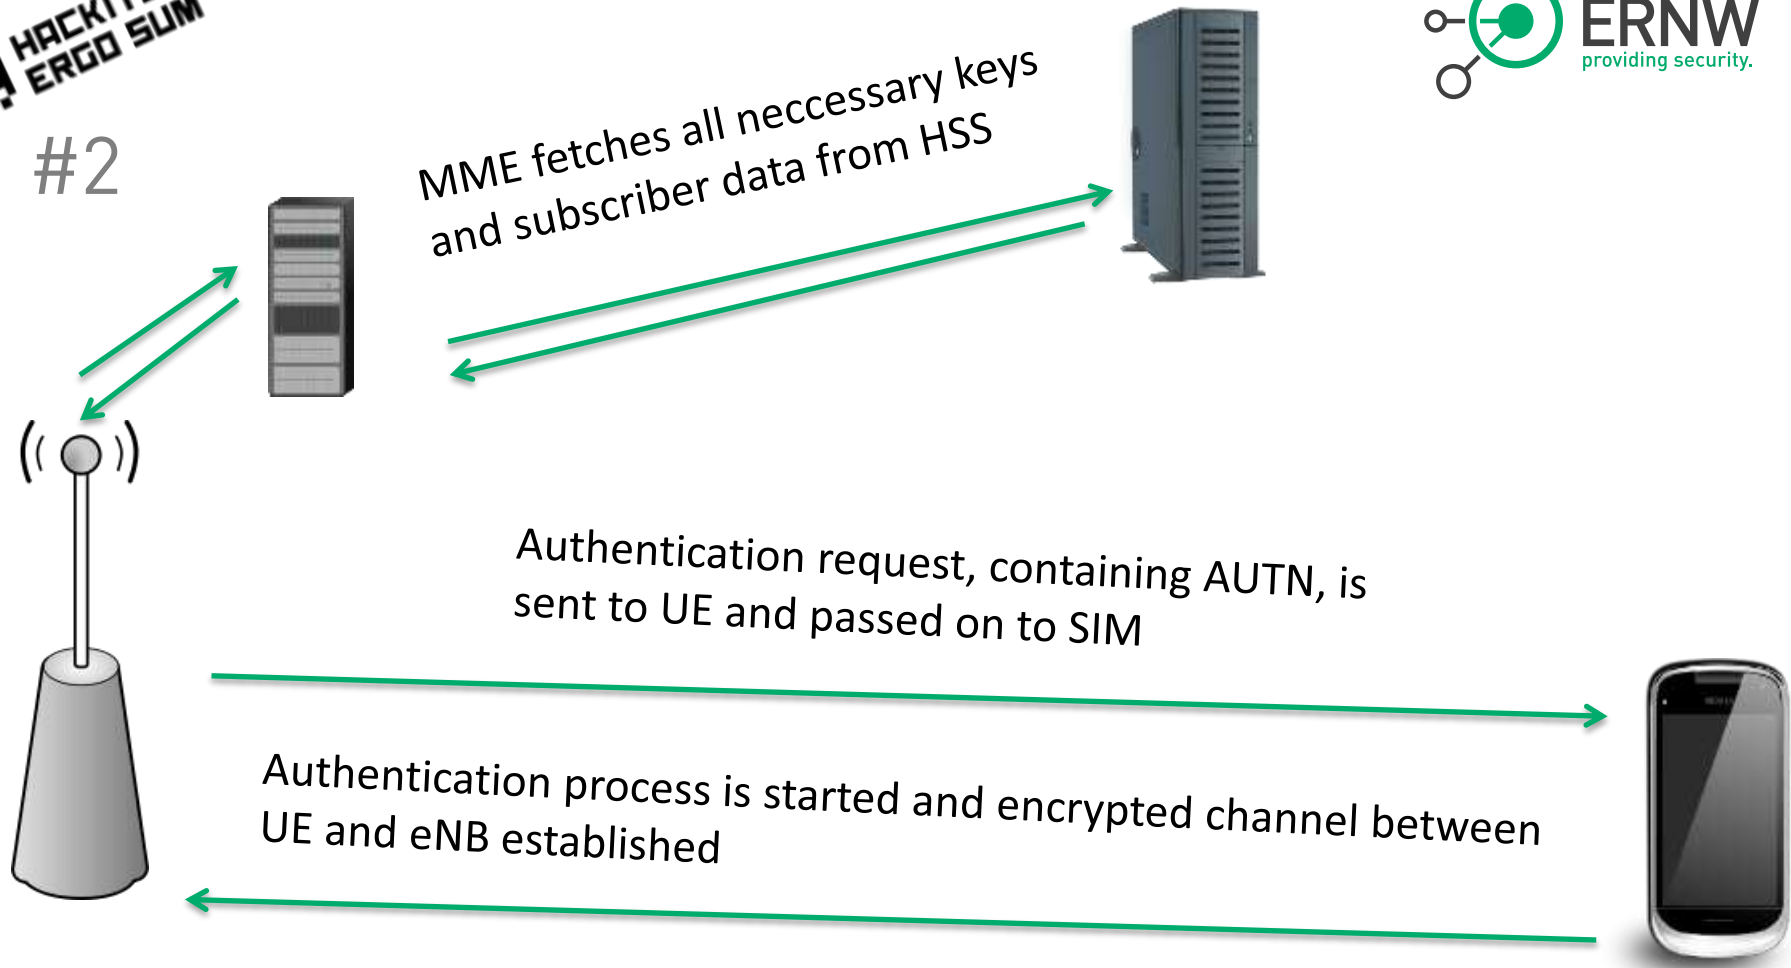 ERGO SUM
ERNW
providing security.
#2
MME fetches all neccessary keys
and subscriber data from HSS
Authentication request, containing AUTN, is
sent to UE and passed on to SIM
Authentication process is started and encrypted channel between
UE and eNB established